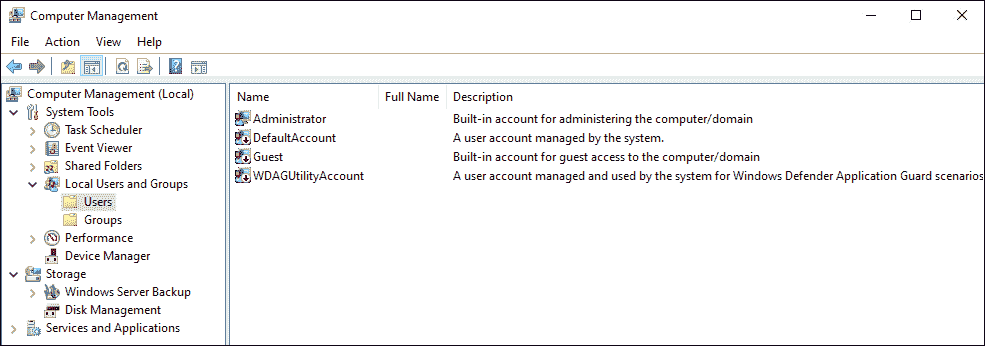 Computer Management
File Action View Help
Computer Management (Local)
System Tools
Task Scheduler
Event Viewer
Shared Folders
Local Users and Groups
Users
Groups
Performance
Device Manager
Storage
Windows Server Backup
Disk Management
Services and Applications
Name Full Name Description
Administrator Built-in account for administering the computer/domain
DefaultAccount A user account managed by the system.
Guest Built-in account for guest access to the computer/domain
WDAGUtilityAccount A user account managed and used by the system for Windows Defender Application Guard scenarios